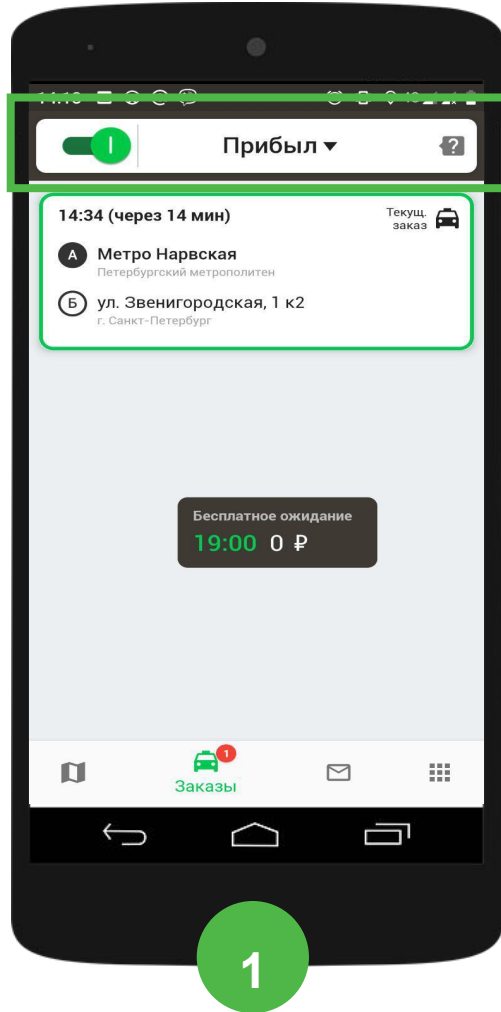 Прибыл
?
14:34 (через 14 мин)
Текущ.
заказ
А
Метро Нарвская
Петербургский метрополитен
Б
ул. Звенигородская, 1 к2
г. Санкт-Петербург
Бесплатное ожидание
19:00 0 ₽
1
Заказы
1